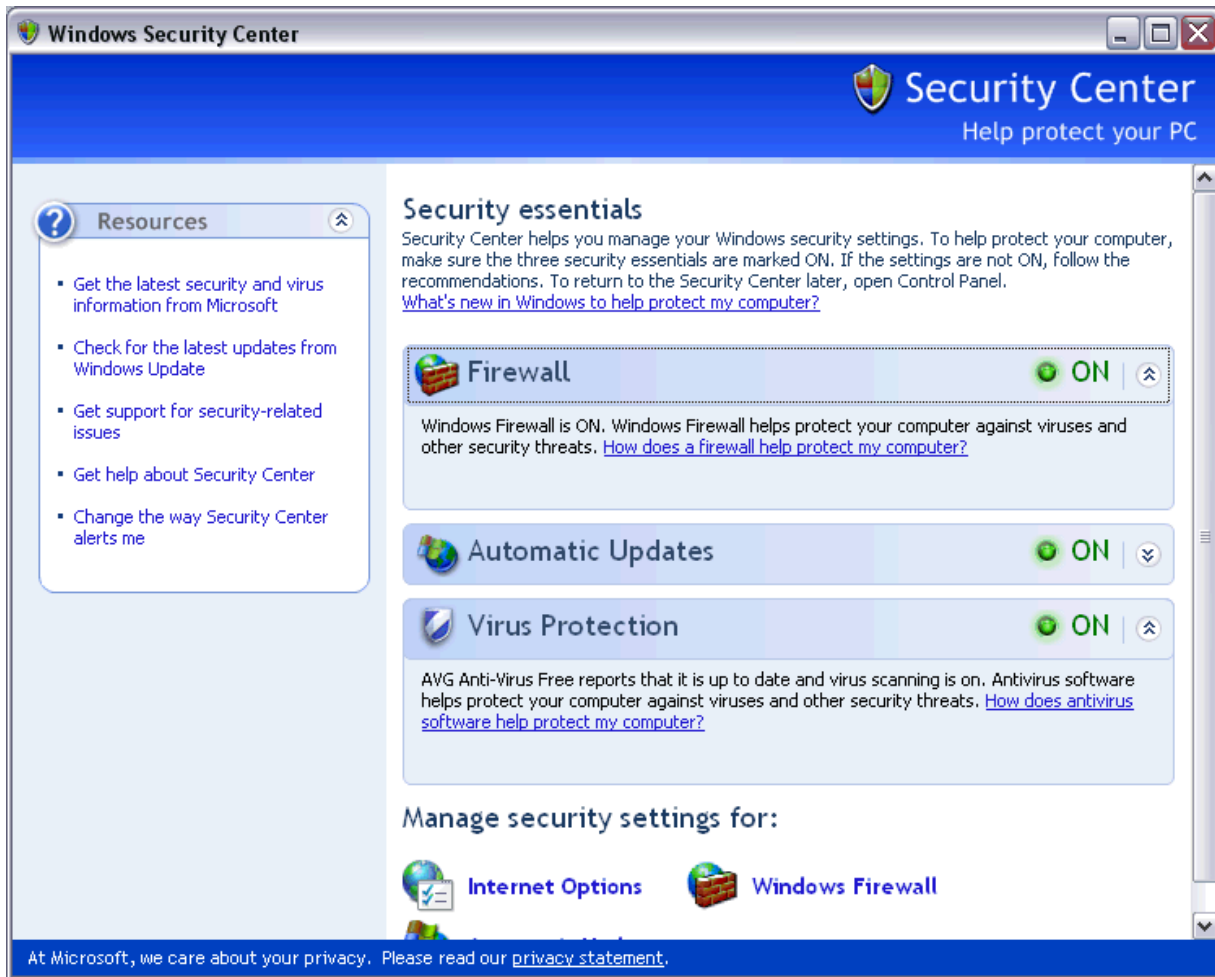 Windows Security Center
Security Center
Help protect your PC
Resources
Get the latest security and virus
information from Microsoft
Check for the latest updates from
Windows Update
Get support for security-related
issues
Get help about Security Center
Change the way Security Center
alerts me
Security essentials
Security Center helps you manage your Windows security settings. To help protect your computer,
make sure the three security essentials are marked ON. If the settings are not ON, follow the
recommendations. To return to the Security Center later, open Control Panel.
What's new in Windows to help protect my computer?
Firewall ON
Windows Firewall is ON. Windows Firewall helps protect your computer against viruses and
other security threats. How does a firewall help protect my computer?
Automatic Updates ON
Virus Protection ON
AVG Anti-Virus Free reports that it is up to date and virus scanning is on. Antivirus software
helps protect your computer against viruses and other security threats. How does antivirus
software help protect my computer?
Manage security settings for:
Internet Options Windows Firewall
At Microsoft, we care about your privacy. Please read our privacy statement.